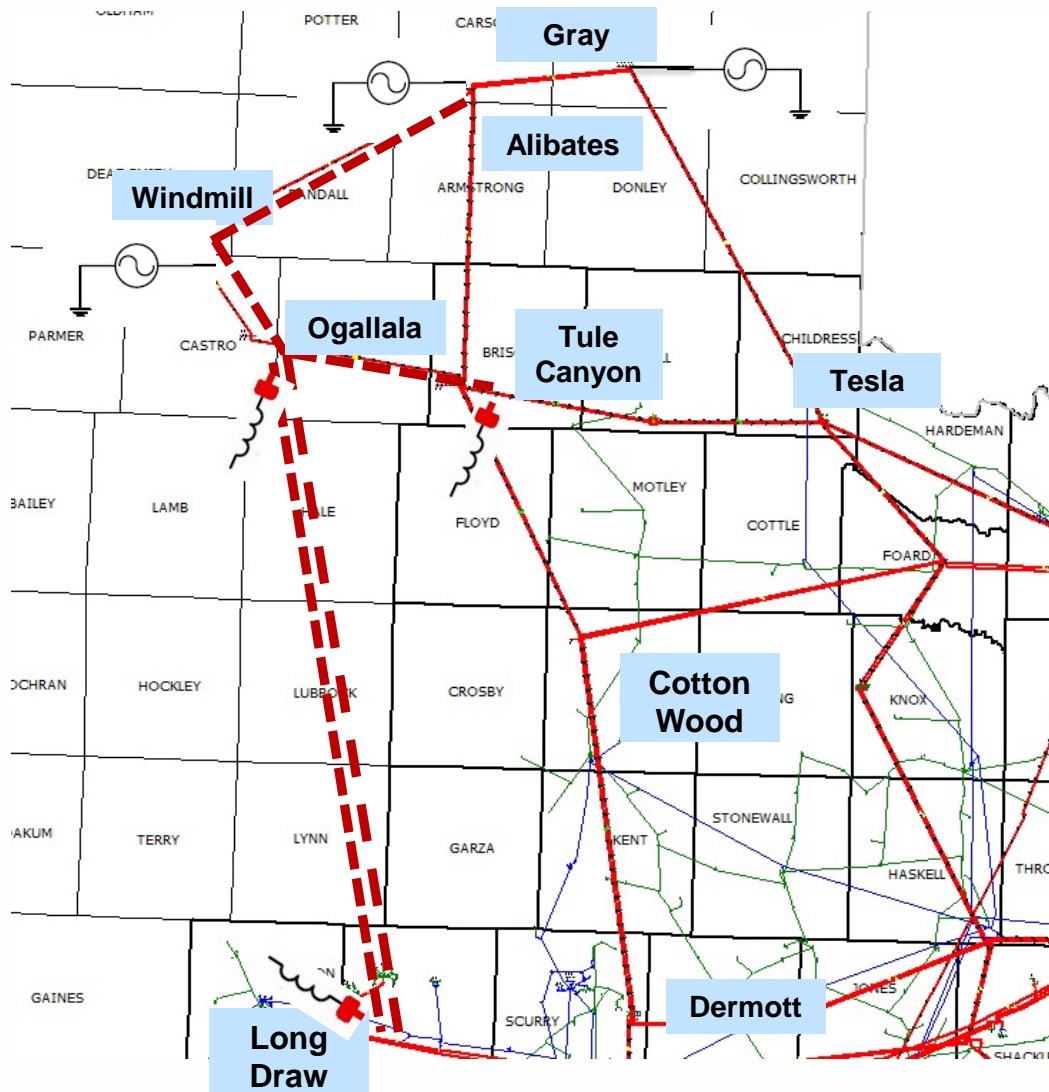 POTTER
Gray
Alibates
ARMSTRONG
DONLEY
COLLINGSWORTH
Windmill
RANDALL
PARMER
CASTRO
Ogallala
Tule
Canyon
CHILDRESS
Tesla
HARDEMAN
LAMB
HALE
FLOYD
MOTLEY
COTTLE
FOARD
HOCKLEY
LUBBOCK
CROSBY
Cotton
Wood
KNOX
TERRY
LYNN
GARZA
KENT
STONEWALL
HASKELL
GAINES
SCURRY
Dermott
JONES
Long
Draw